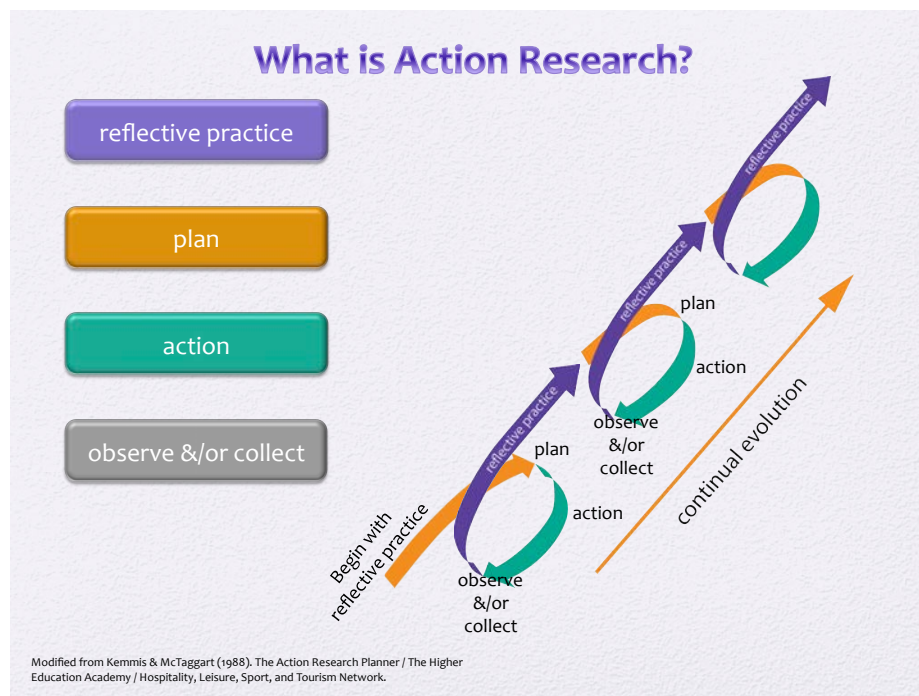 What is Action Research?
reflective practice
plan
action
observe &/or collect
reflective practice
reflective practice
plan
action
observe
&/or
collect
reflective practice
plan
action
observe
&/or
collect
Begin with
reflective practice
continual evolution
Modified from Kemmis & McTaggart (1988). The Action Research Planner / The Higher
Education Academy / Hospitality, Leisure, Sport, and Tourism Network.